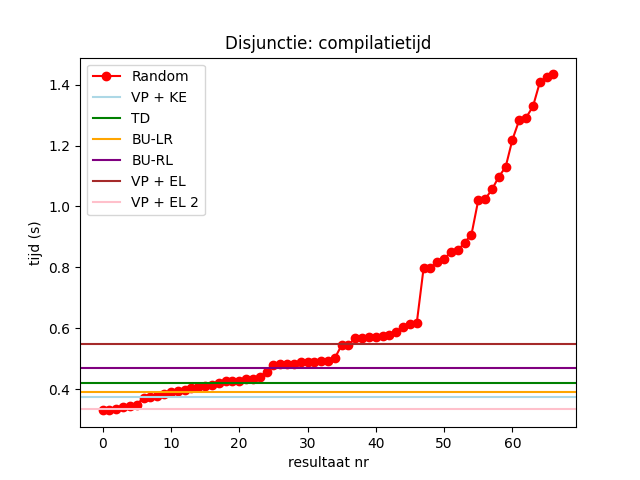 Disjunctie: compilatietijd
Random
VP + KE
TD
BU-LR
BU-RL
VP + EL
VP + EL 2
tijd (s)
1.4
1.2
1.0
0.8
0.6
0.4
0 10 20 30 40 50 60
resultaat nr